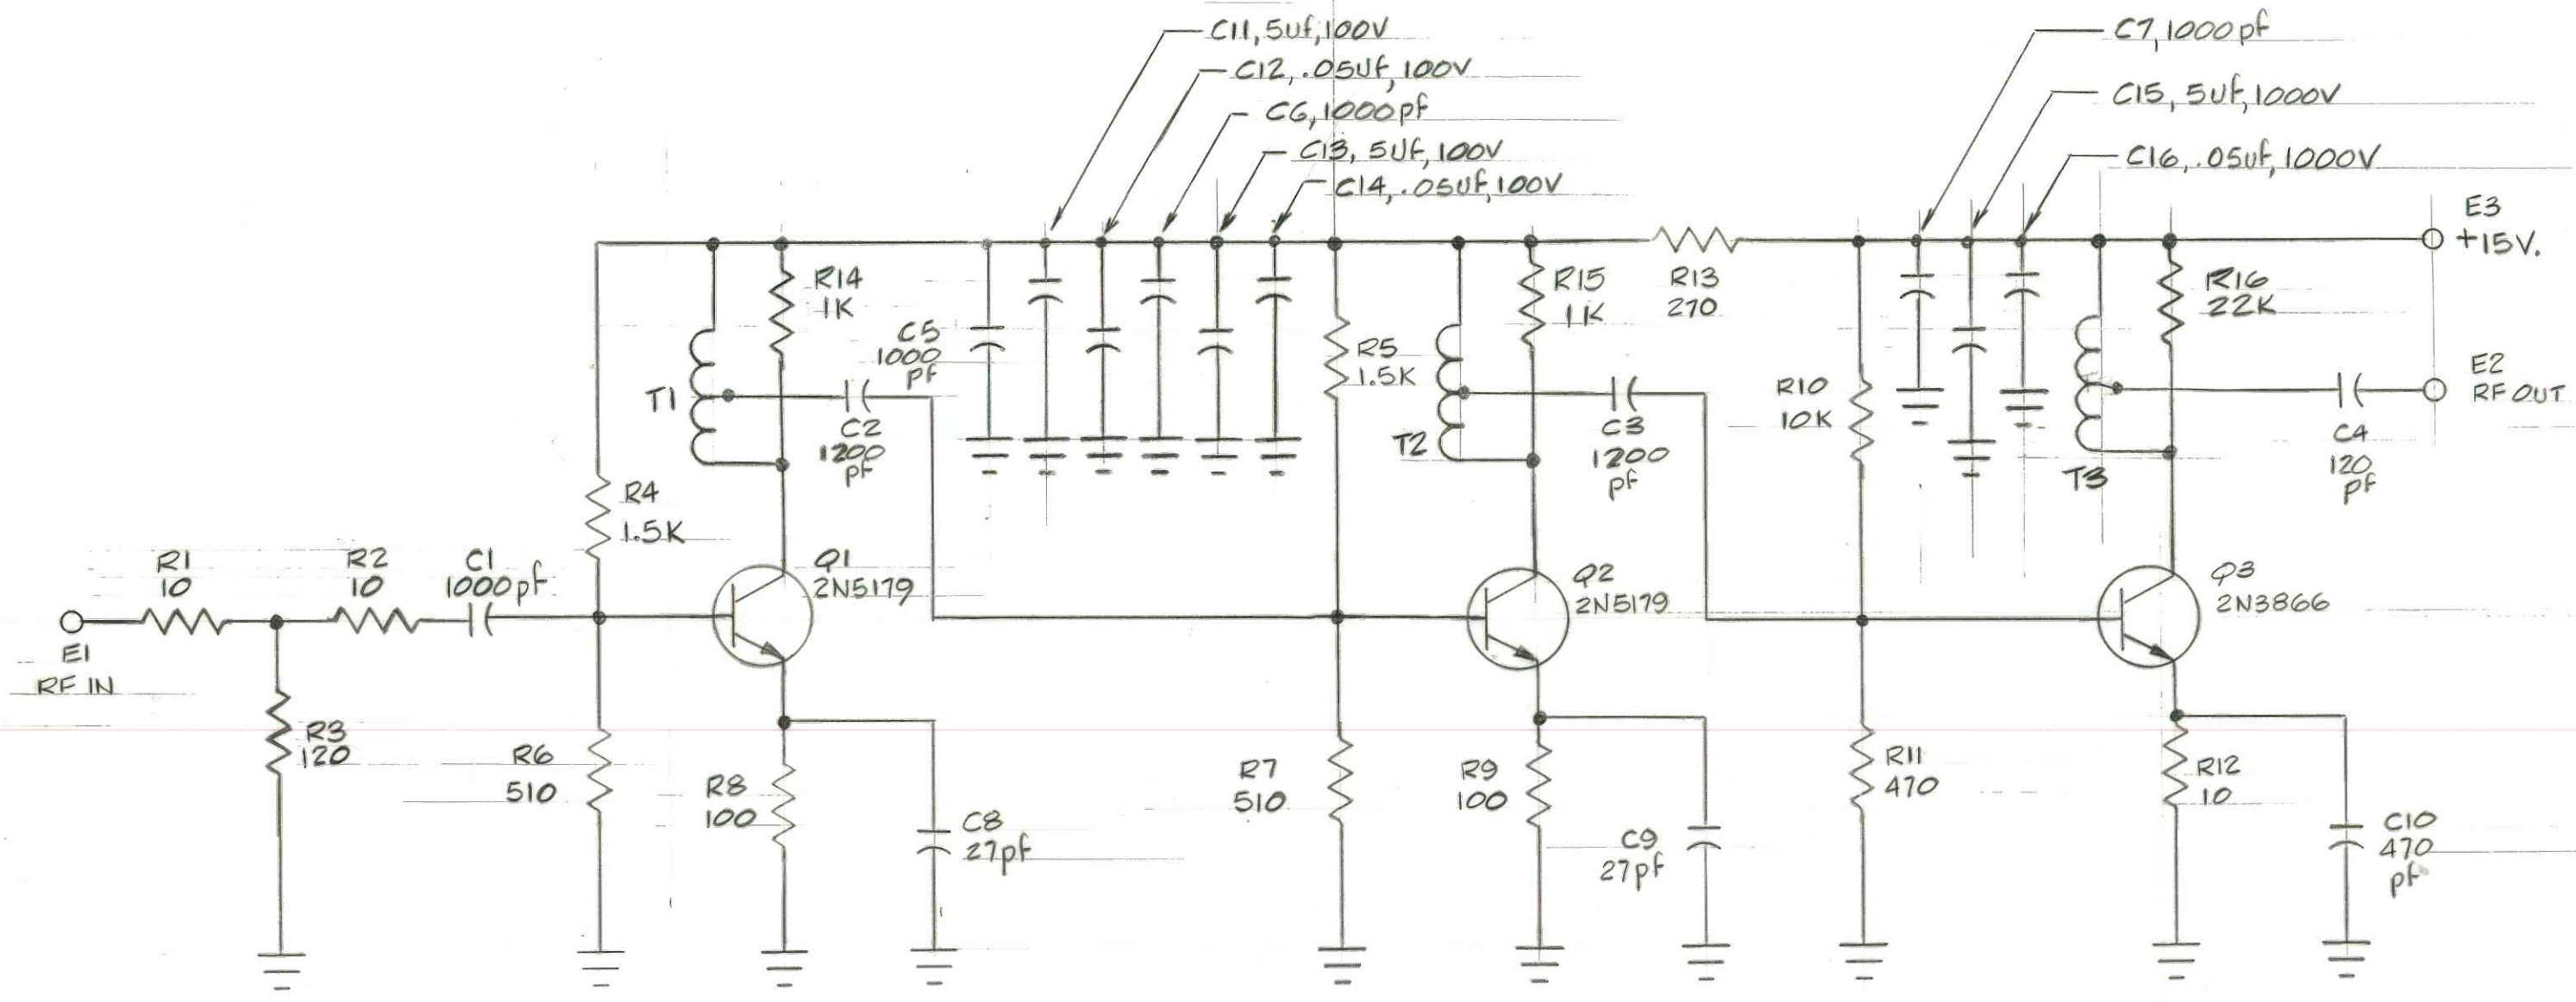 C11, 5uf, 100V
C12, .05uf, 100V
C6, 1000pf
C13, 5uf, 100V
C14, .05uf, 100V
C7, 1000pf
C15, 5uf, 1000V
C16, .05uf, 1000V
E3
+15V.
R14
1K
C5
1000
pf
T1
C2
1200
pf
R5
1.5K
R15
1K
R13
270
T2
C3
1200
pf
R10
10K
R16
22K
T3
E2
RF OUT
C4
120
pf
R4
1.5K
R1
10
R2
10
C1
1000pf
Q1
2N5179
Q2
2N5179
Q3
2N3866
E1
RF IN
R3
120
R6
510
R8
100
C8
27pf
R7
510
R9
100
C9
27pf
R11
470
R12
10
C10
470
pf